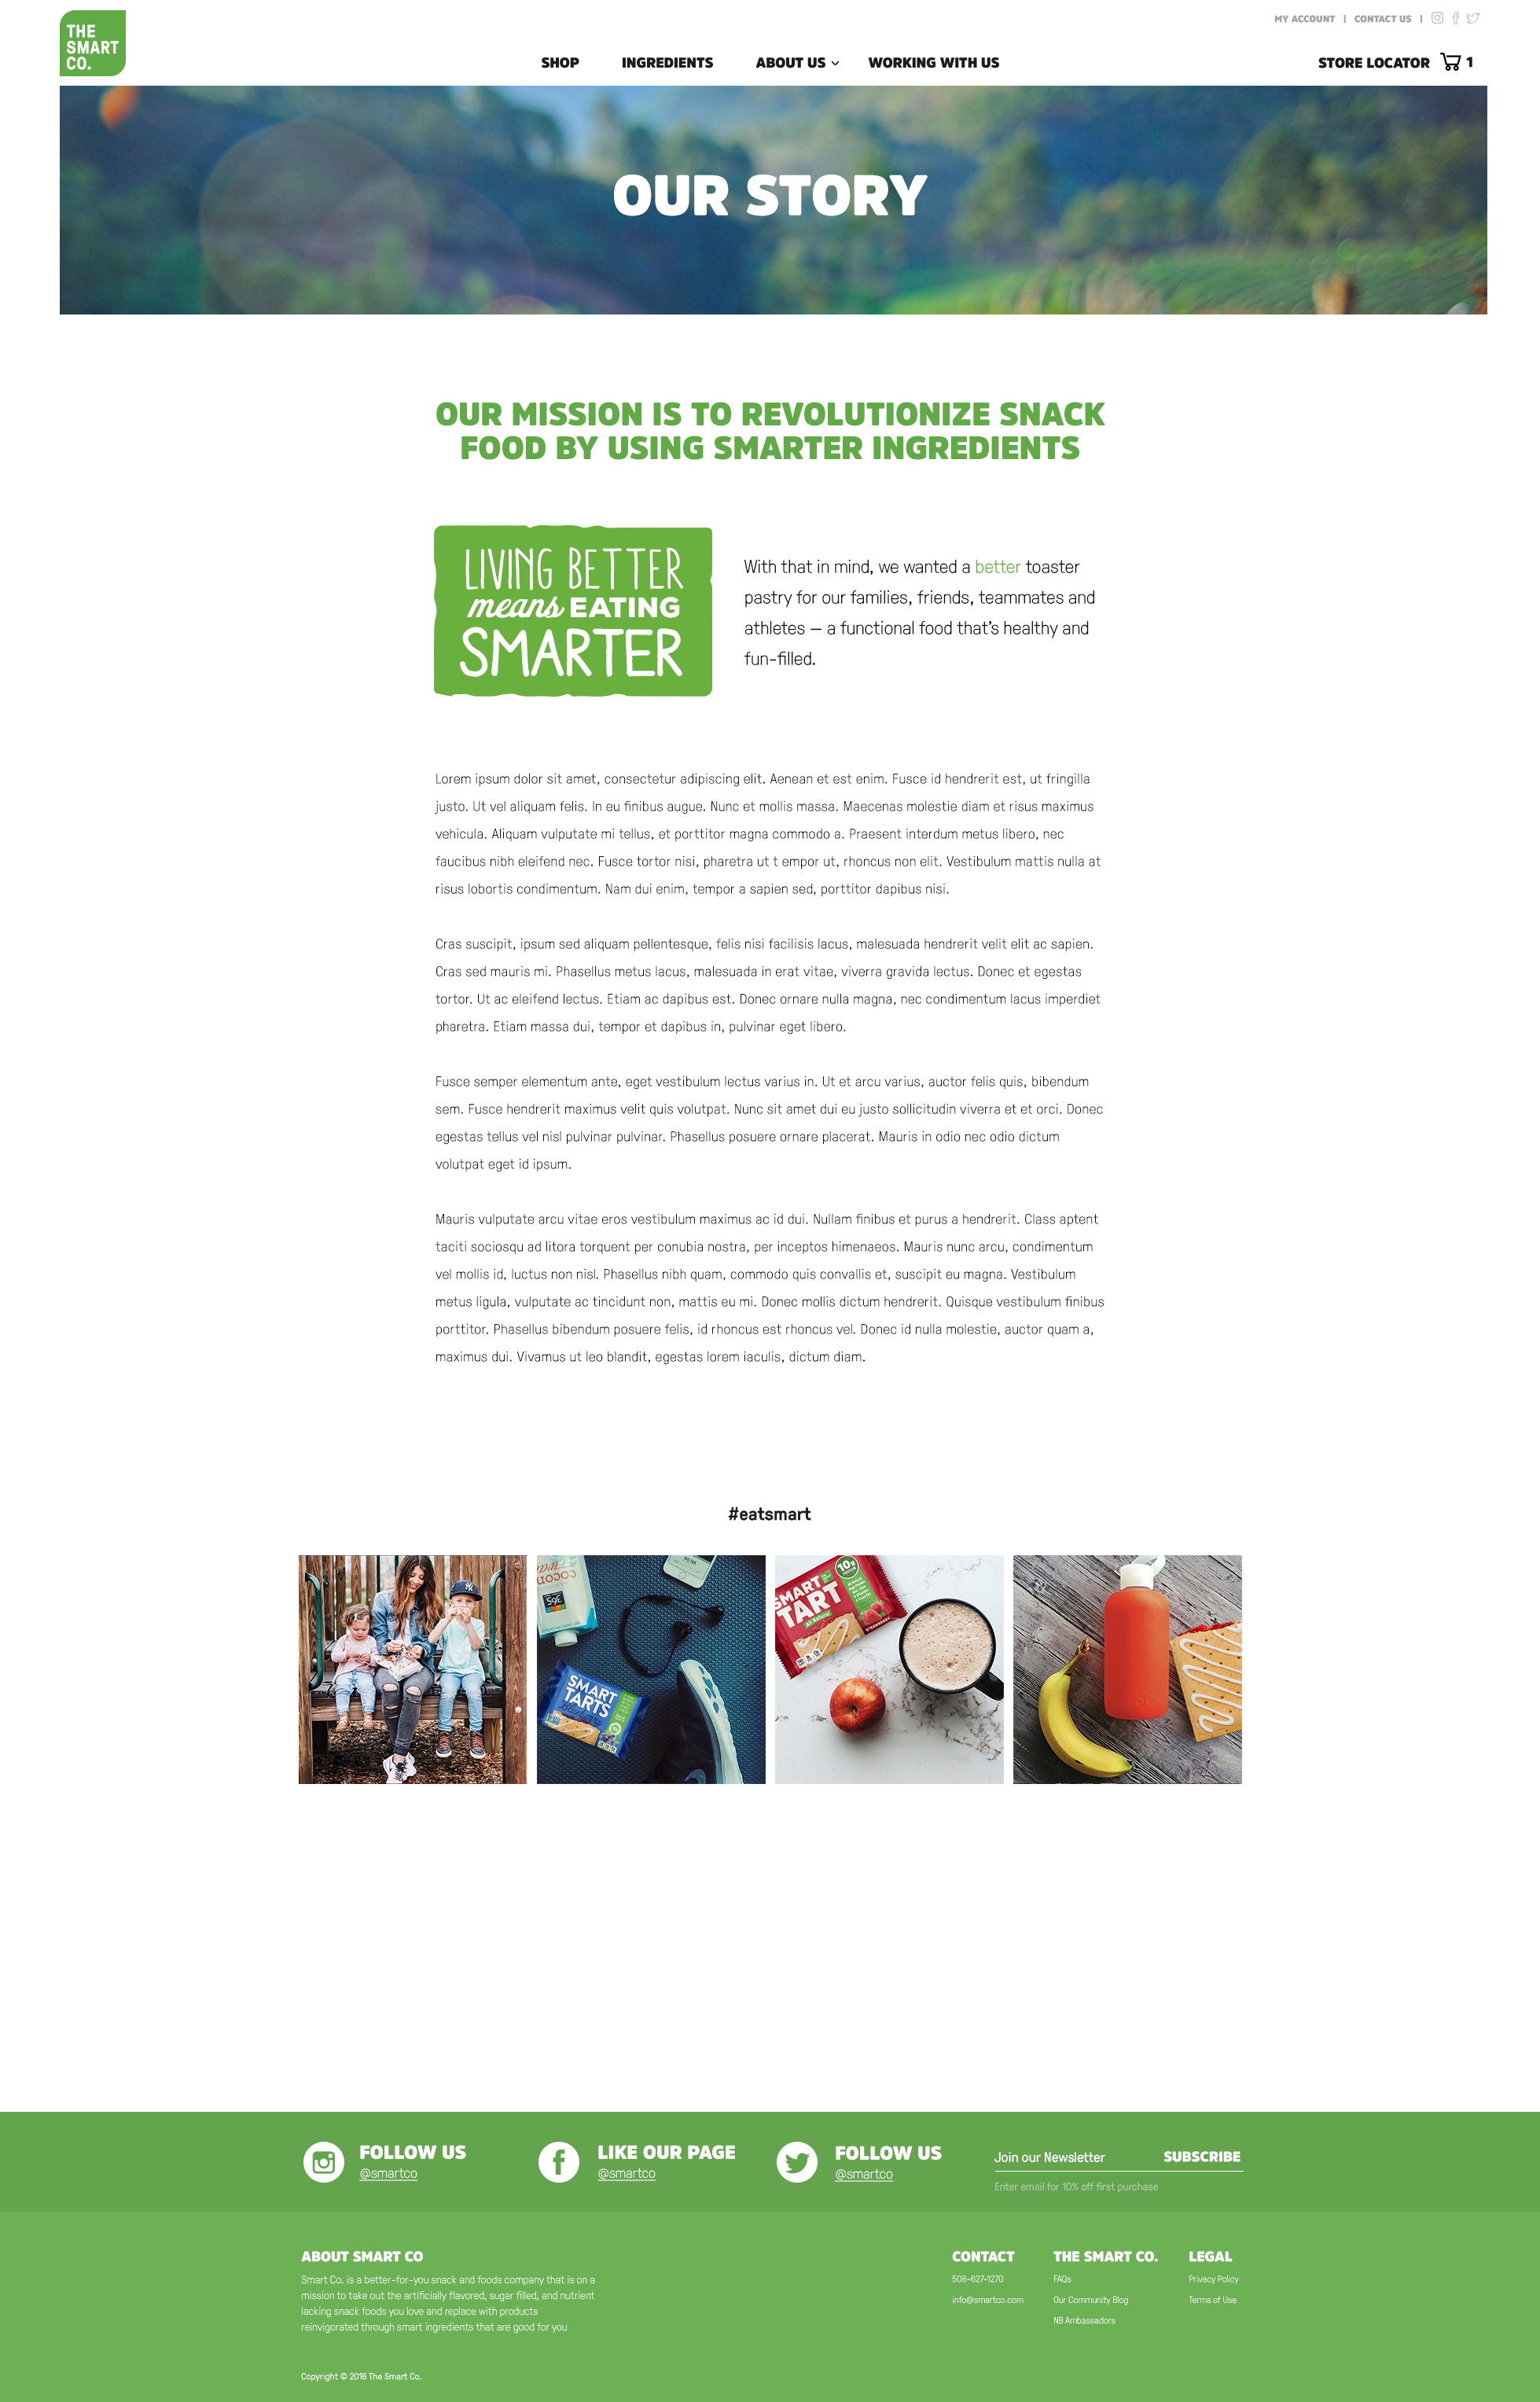 THE
SMART
CO.
MY ACCOUNT | CONTACT US |
SHOP INGREDIENTS ABOUT US WORKING WITH US STORE LOCATOR 1
OUR STORY
OUR MISSION IS TO REVOLUTIONIZE SNACK
FOOD BY USING SMARTER INGREDIENTS
LIVING BETTER
means EATING
SMARTER
With that in mind, we wanted a better toaster
pastry for our families, friends, teammates and
athletes – a functional food that's healthy and
fun-filled.
Lorem ipsum dolor sit amet, consectetur adipiscing elit. Aenean et est enim. Fusce id hendrerit est, ut fringilla
justo. Ut vel aliquam felis. In eu finibus augue. Nunc et mollis massa. Maecenas molestie diam et risus maximus
vehicula. Aliquam vulputate mi tellus, et porttitor magna commodo a. Praesent interdum metus libero, nec
faucibus nibh eleifend nec. Fusce tortor nisi, pharetra ut t empor ut, rhoncus non elit. Vestibulum mattis nulla at
risus lobortis condimentum. Nam dui enim, tempor a sapien sed, porttitor dapibus nisi.
Cras suscipit, ipsum sed aliquam pellentesque, felis nisi facilisis lacus, malesuada hendrerit velit elit ac sapien.
Cras sed mauris mi. Phasellus metus lacus, malesuada in erat vitae, viverra gravida lectus. Donec et egestas
tortor. Ut ac eleifend lectus. Etiam ac dapibus est. Donec ornare nulla magna, nec condimentum lacus imperdiet
pharetra. Etiam massa dui, tempor et dapibus in, pulvinar eget libero.
Fusce semper elementum ante, eget vestibulum lectus varius in. Ut et arcu varius, auctor felis quis, bibendum
sem. Fusce hendrerit maximus velit quis volutpat. Nunc sit amet dui eu justo sollicitudin viverra et et orci. Donec
egestas tellus vel nisl pulvinar pulvinar. Phasellus posuere ornare placerat. Mauris in odio nec odio dictum
volutpat eget id ipsum.
Mauris vulputate arcu vitae eros vestibulum maximus ac id dui. Nullam finibus et purus a hendrerit. Class aptent
taciti sociosqu ad litora torquent per conubia nostra, per inceptos himenaeos. Mauris nunc arcu, condimentum
vel mollis id, luctus non nisl. Phasellus nibh quam, commodo quis convallis et, suscipit eu magna. Vestibulum
metus ligula, vulputate ac tincidunt non, mattis eu mi. Donec mollis dictum hendrerit. Quisque vestibulum finibus
porttitor. Phasellus bibendum posuere felis, id rhoncus est rhoncus vel. Donec id nulla molestie, auctor quam a,
maximus dui. Vivamus ut leo blandit, egestas lorem iaculis, dictum diam.
#eatsmart
SMART
TARTS
10g
SMART
TART
All Natural
STRAWBERRY
FOLLOW US
@smartco
LIKE OUR PAGE
@smartco
FOLLOW US
@smartco
Join our Newsletter SUBSCRIBE
Enter email for 10% off first purchase
ABOUT SMART CO
Smart Co. is a better-for-you snack and foods company that is on a
mission to take out the artificially flavored, sugar filled, and nutrient
lacking snack foods you love and replace with products
reinvigorated through smart ingredients that are good for you
CONTACT
508-627-1270
info@smartco.com
THE SMART CO.
FAQs
Our Community Blog
NB Ambassadors
LEGAL
Privacy Policy
Terms of Use
Copyright © 2016 The Smart Co.